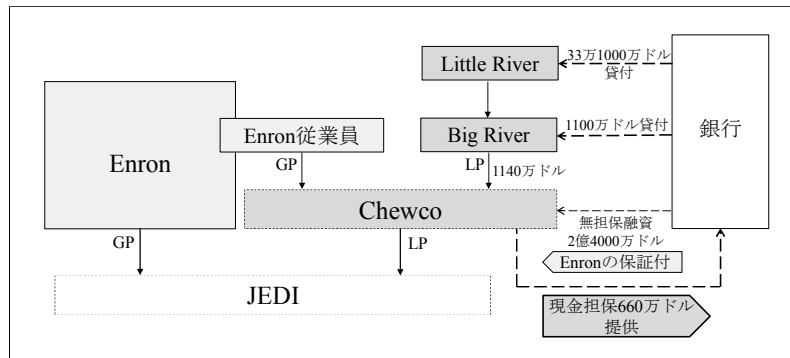 Little River
33万1000万ドル
貸付
銀行
Enron
Enron従業員
Big River
1100万ドル貸付
GP
LP
1140万ドル
Chewco
無担保融資
2億4000万ドル
Enronの保証付
GP
LP
JEDI
現金担保660万ドル
提供